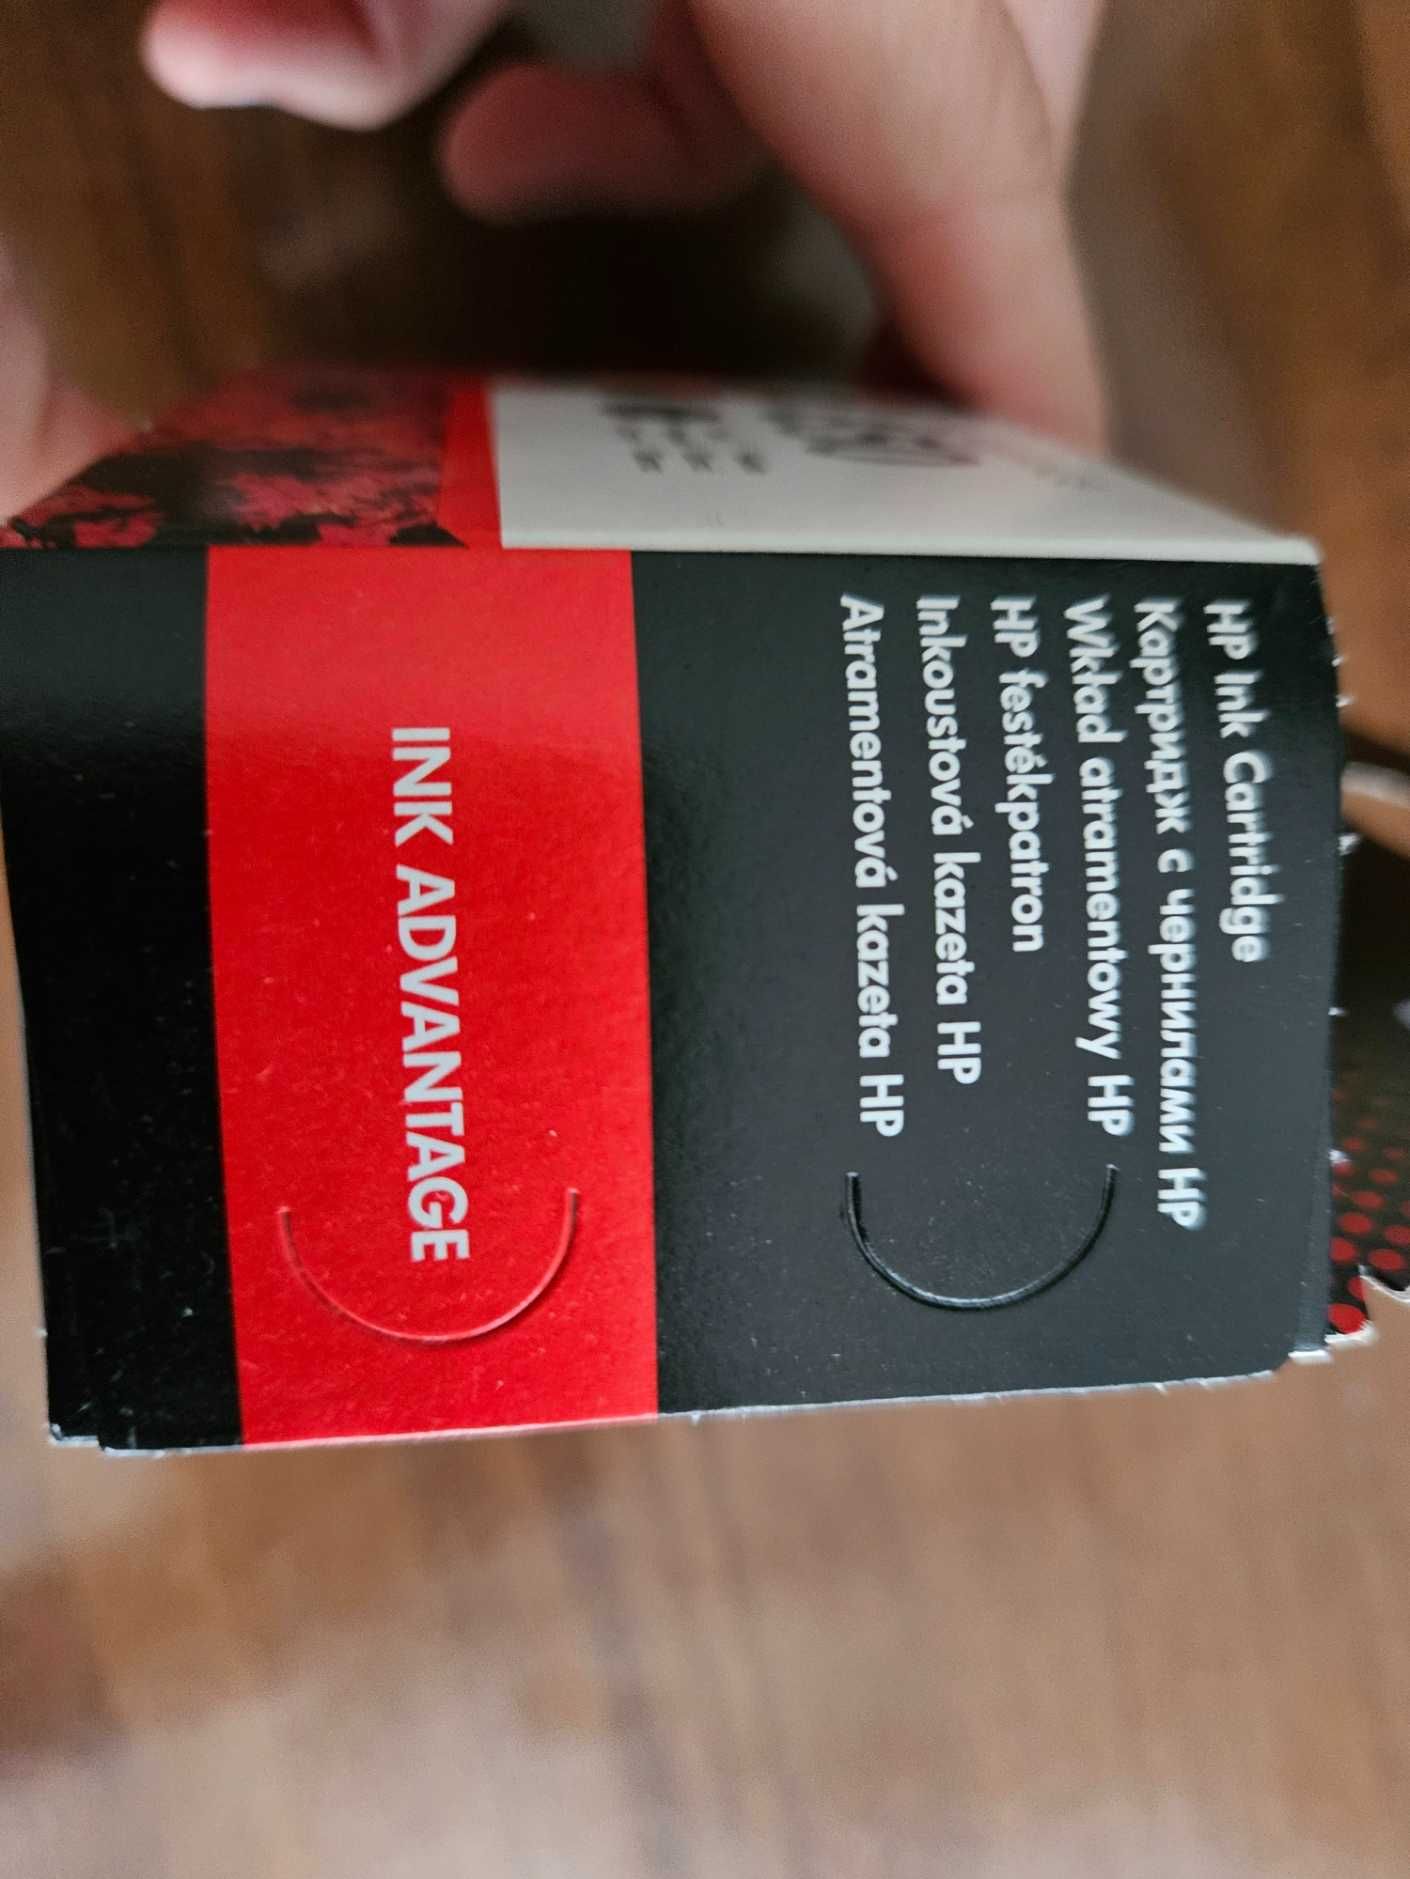 HP Ink Cartridge
Картридж с чернилами HP
Wkład atramentowy HP
HP festékpatron
Inkoustová kazeta HP
Atramentová kazeta HP
INK ADVANTAGE